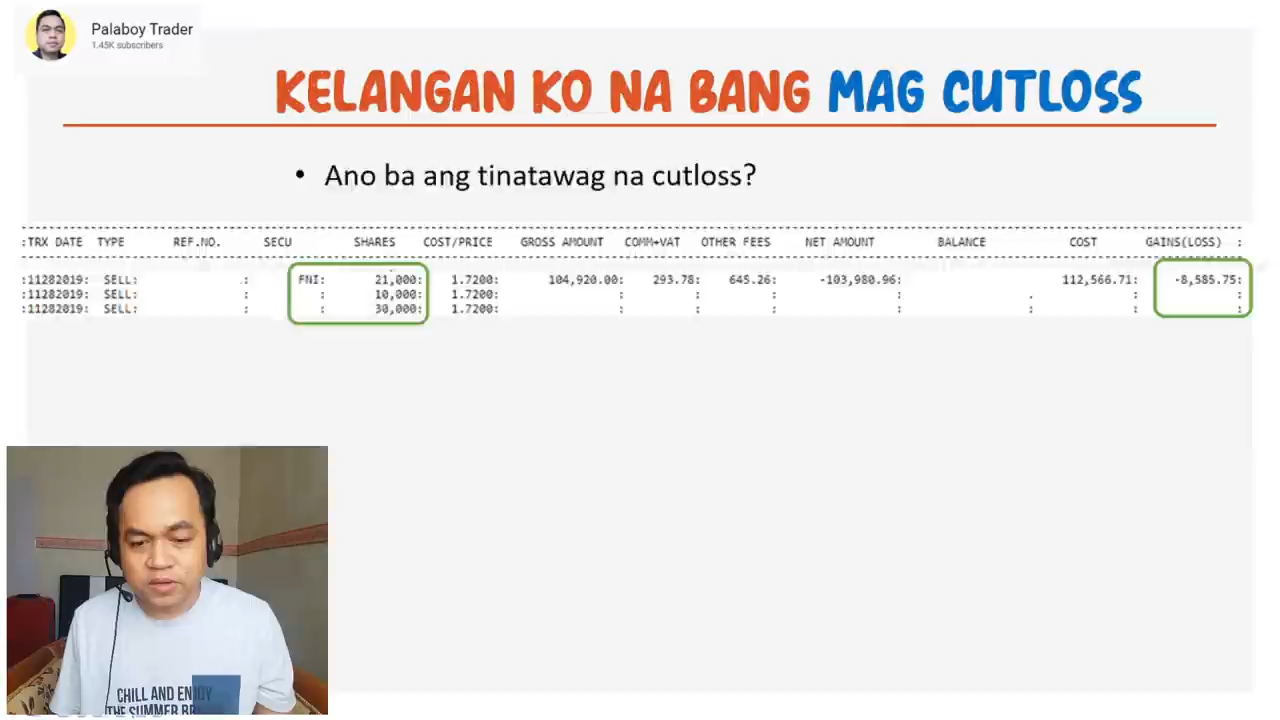 Palaboy Trader
1.45K subscribers
KELANGAN KO NA BANG MAG CUTLOSS
• Ano ba ang tinatawag na cutloss?
:TRX DATE TYPE REF.NO. SECU SHARES COST/PRICE GROSS AMOUNT COMM+VAT OTHER FEES NET AMOUNT BALANCE COST GAINS(LOSS) :
:11282019: SELL: .: FNI: 21,000: 1.7200: 104,920.00: 293.78: 645.26: -103,980.96: 112,566.71: -8,585.75:
:11282019: SELL: : : 10,000: 1.7200: : : : : . : :
:11282019: SELL: : : 30,000: 1.7200: : : : : : : :
CHILL AND ENJOY
THE SUMMER